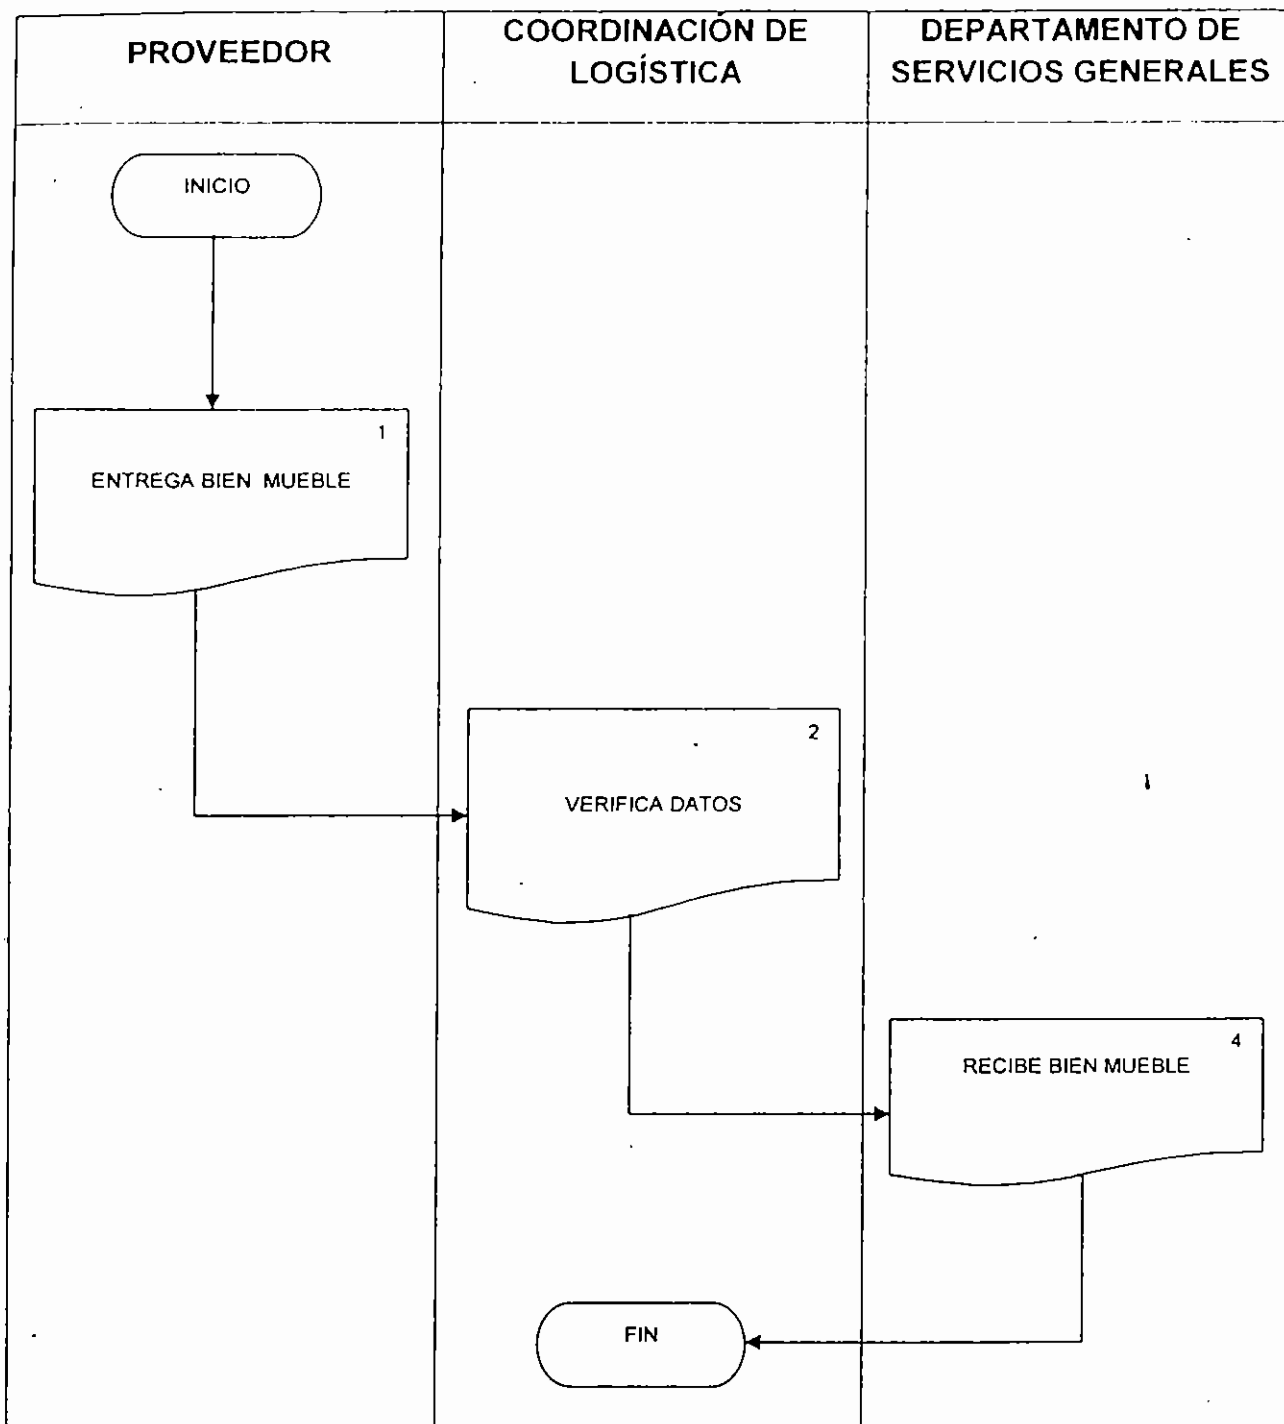 PROVEEDOR
COORDINACIÓN DE
LOGÍSTICA
DEPARTAMENTO DE
SERVICIOS GENERALES
INICIO
1
ENTREGA BIEN MUEBLE
2
VERIFICA DATOS
4
RECIBE BIEN MUEBLE
FIN